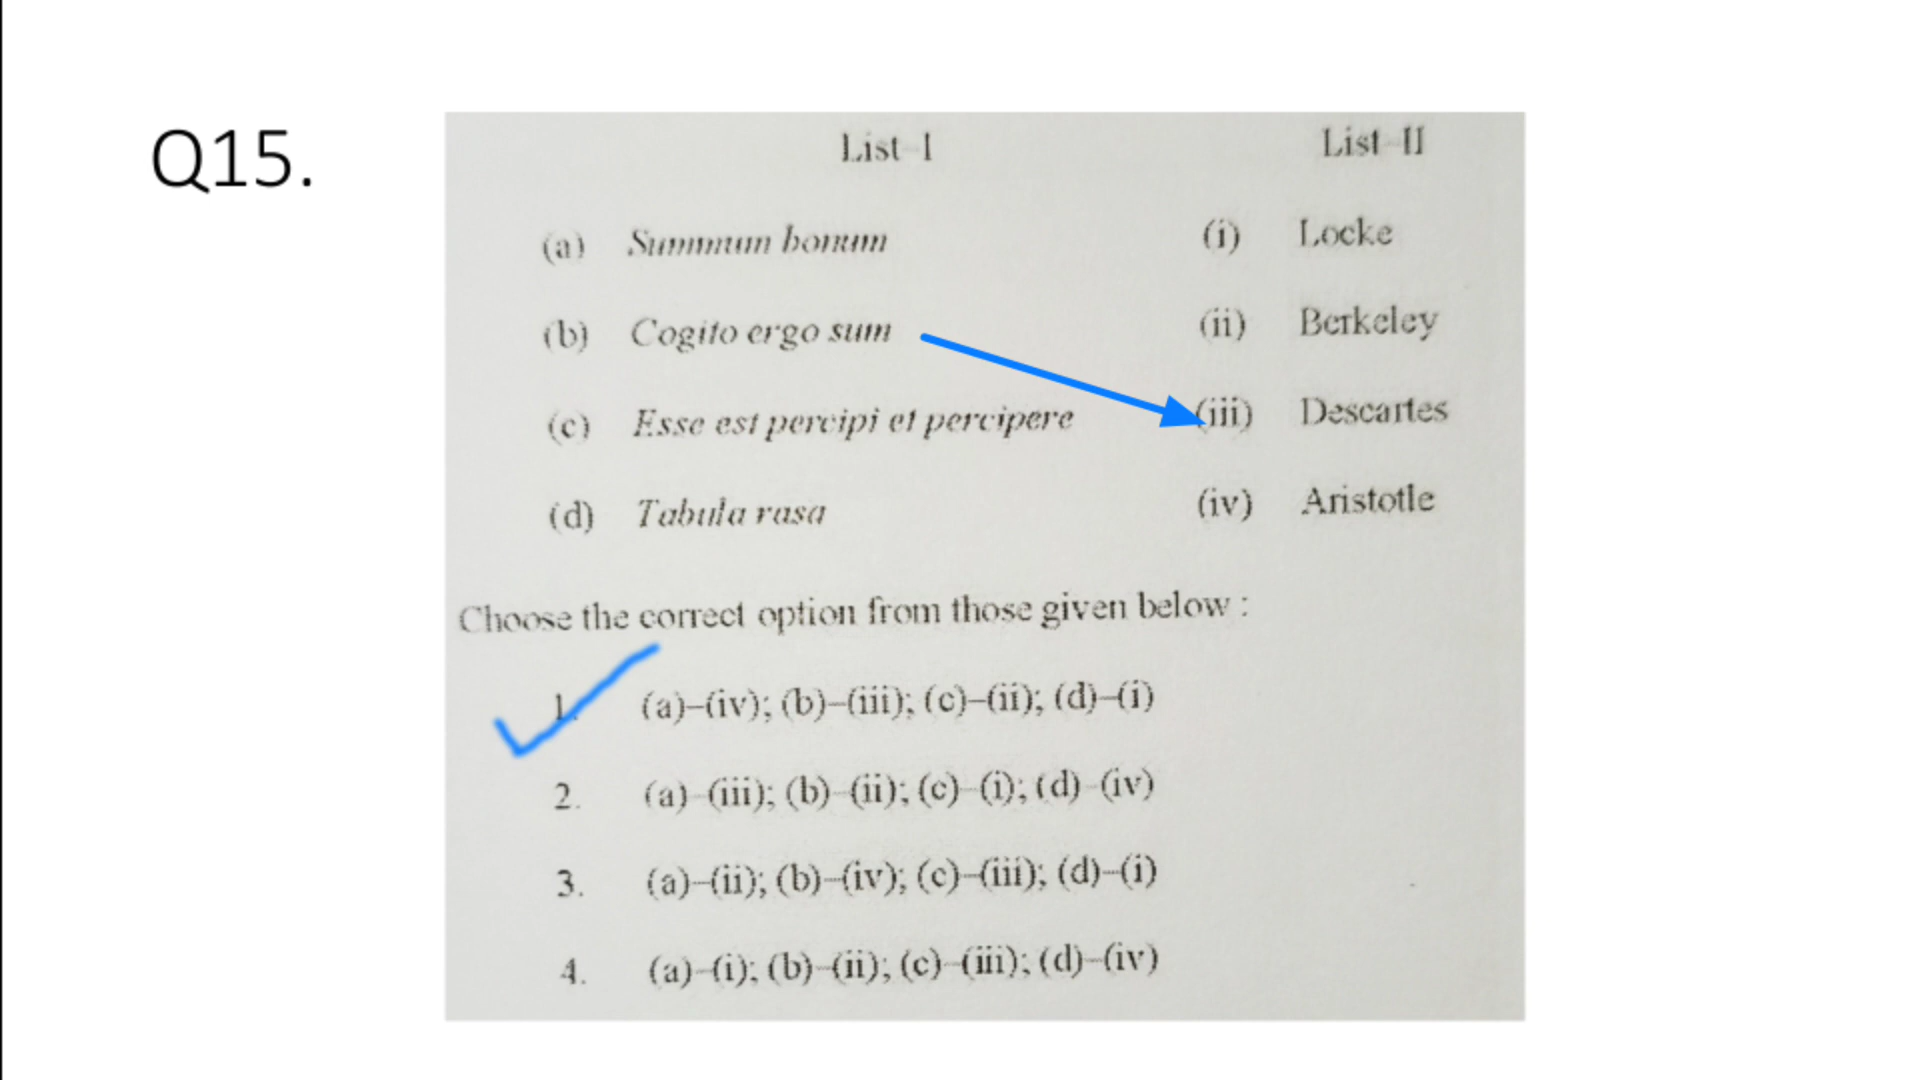 Q15.
List-I List-II
(a) Summum bonum (i) Locke
(b) Cogito ergo sum (ii) Berkeley
(c) Esse est percipi et percipere (iii) Descartes
(d) Tabula rasa (iv) Aristotle
Choose the correct option from those given below :
1. (a)–(iv); (b)–(iii); (c)–(ii); (d)–(i)
2. (a)–(iii); (b)–(ii); (c)–(i); (d)–(iv)
3. (a)–(ii); (b)–(iv); (c)–(iii); (d)–(i)
4. (a)–(i); (b)–(ii); (c)–(iii); (d)–(iv)